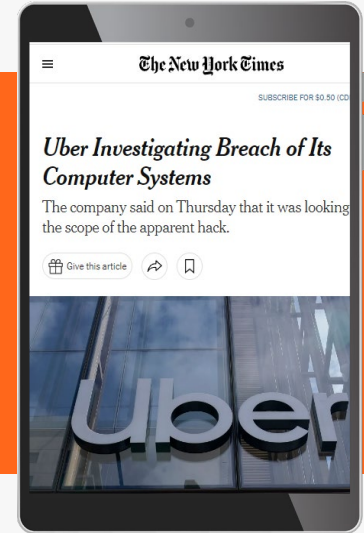 The New York Times
SUBSCRIBE FOR $0.50 (CD
Uber Investigating Breach of Its
Computer Systems
The company said on Thursday that it was looking
the scope of the apparent hack.
Give this article
Uber